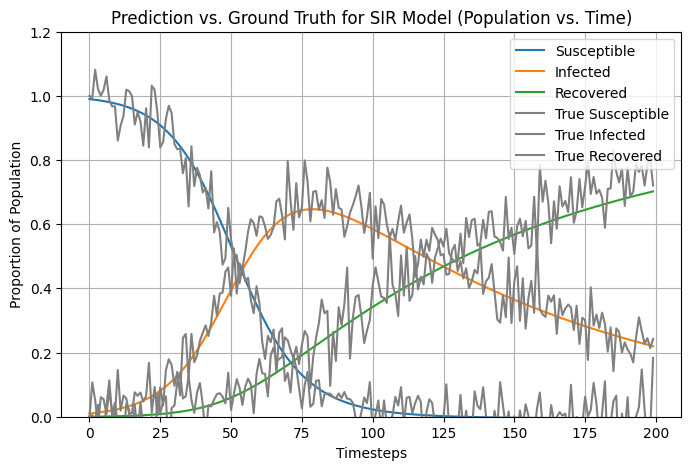 Prediction vs. Ground Truth for SIR Model (Population vs. Time)
Susceptible
Infected
Recovered
True Susceptible
True Infected
True Recovered
Proportion of Population
1.2
1.0
0.8
0.6
0.4
0.2
0.0
0 25 50 75 100 125 150 175 200
Timesteps